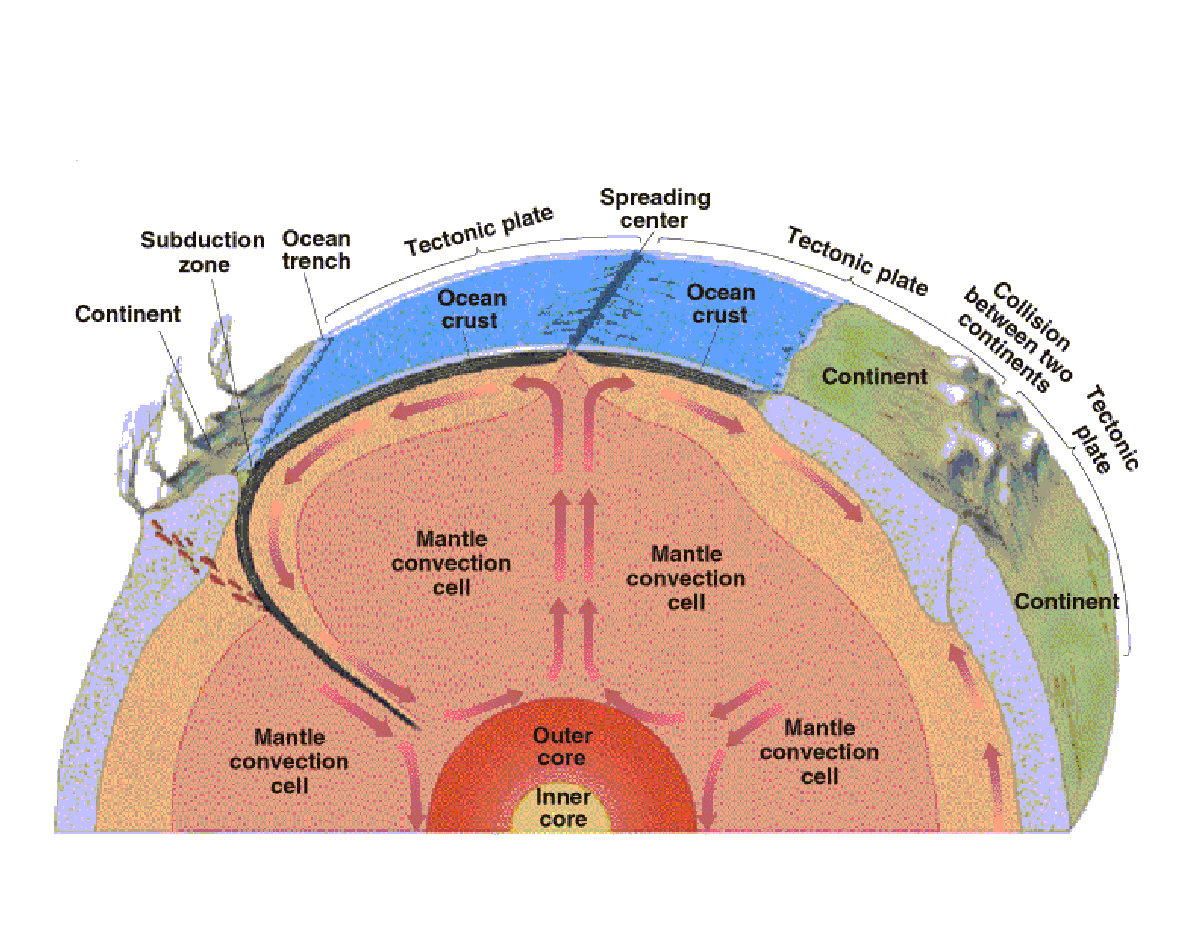 Spreading
center
Tectonic plate
Subduction
zone
Ocean
trench
Tectonic plate
Continent
Ocean
crust
Ocean
crust
Collision
between two
continents
Continent
Tectonic
plate
Mantle
convection
cell
Mantle
convection
cell
Continent
Mantle
convection
cell
Outer
core
Mantle
convection
cell
Inner
core